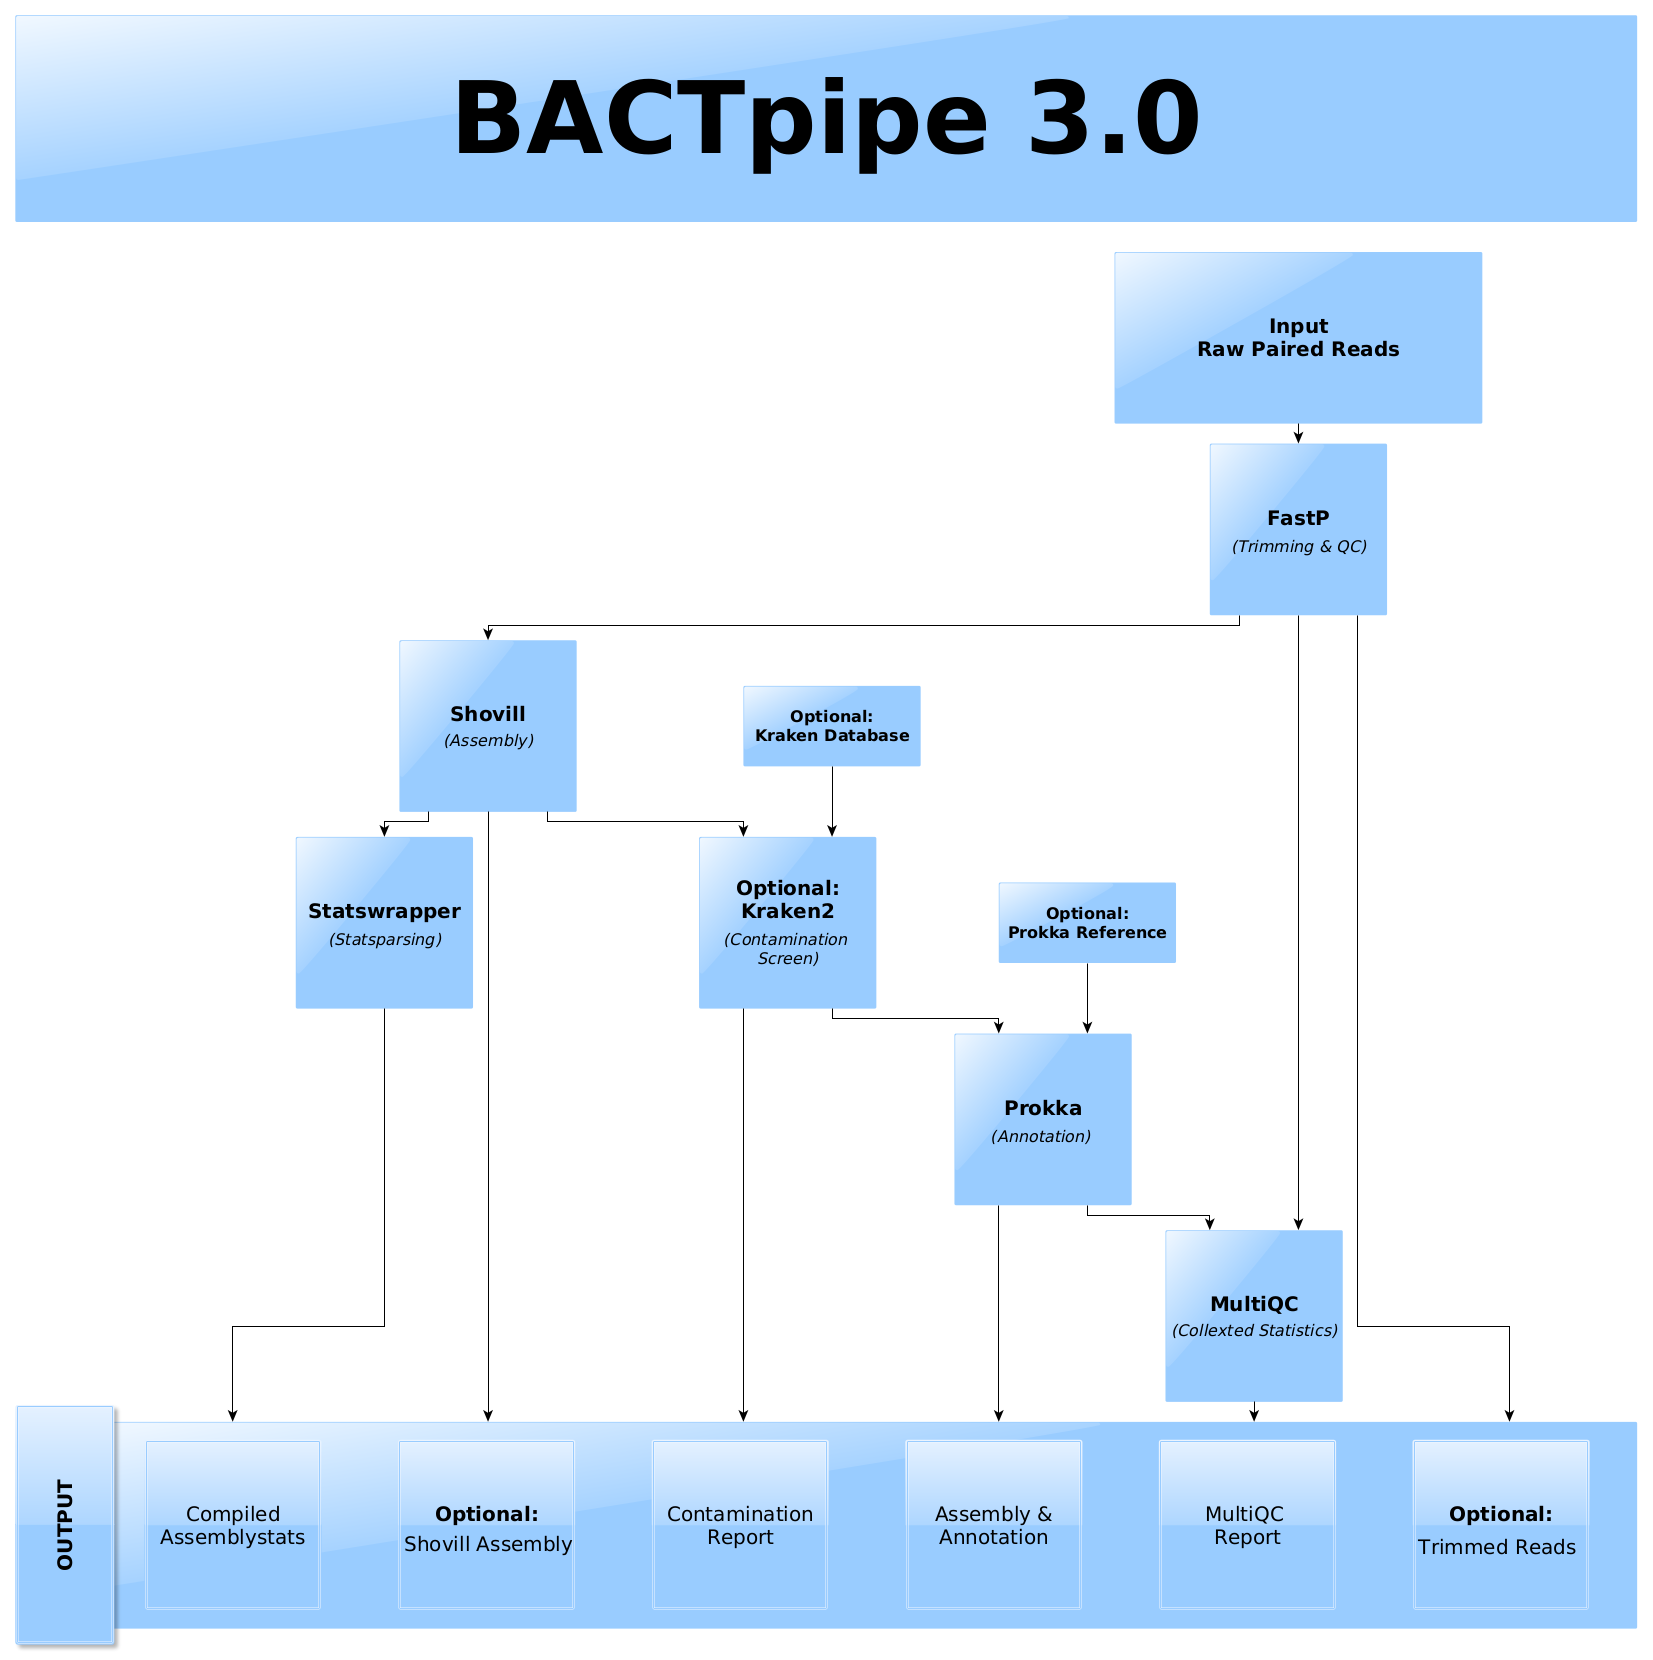 BACTpipe 3.0
Input
Raw Paired Reads
FastP
(Trimming & QC)
Shovill
(Assembly)
Optional:
Kraken Database
Statswrapper
(Statsparsing)
Optional:
Kraken2
(Contamination
Screen)
Optional:
Prokka Reference
Prokka
(Annotation)
MultiQC
(Collexted Statistics)
OUTPUT
Compiled
Assemblystats
Optional:
Shovill Assembly
Contamination
Report
Assembly &
Annotation
MultiQC
Report
Optional:
Trimmed Reads